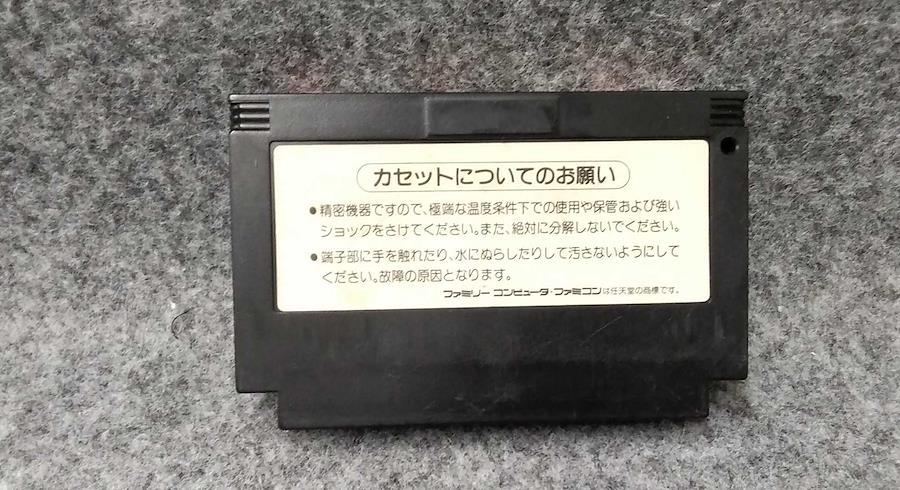 カセットについてのお願い
●精密機器ですので、極端な温度条件下での使用や保管および強い
ショックをさけてください。また、絶対に分解しないでください。
●端子部に手を触れたり、水にぬらしたりして汚さないようにして
ください。故障の原因となります。
ファミリーコンピュータ・ファミコンは任天堂の商標です。